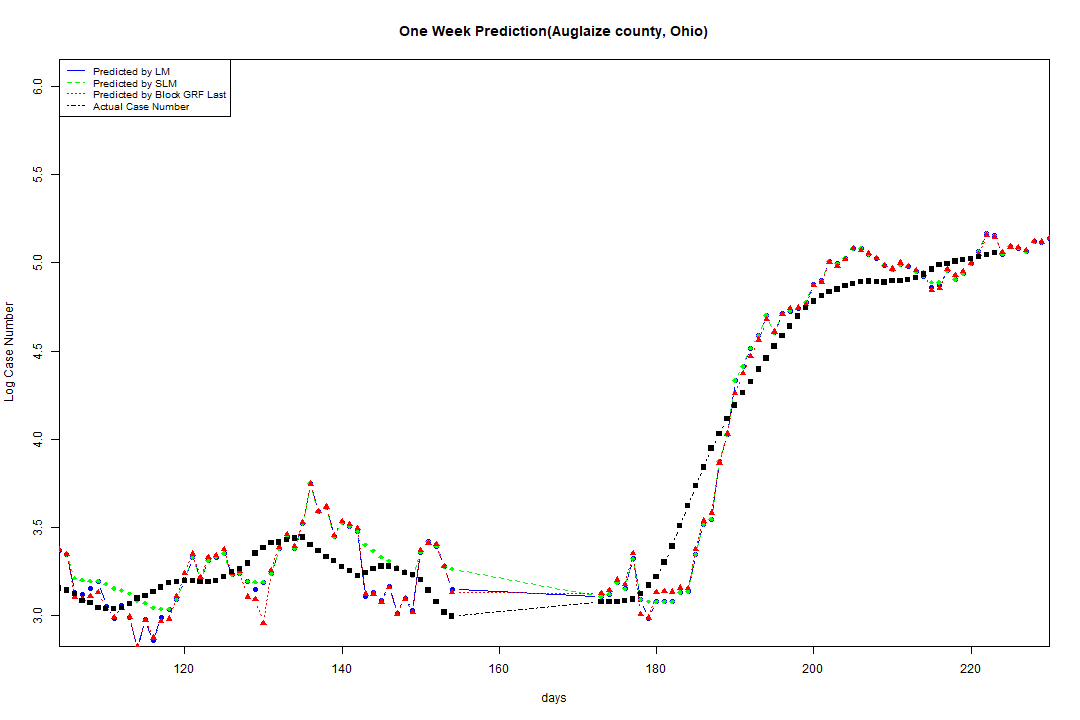 One Week Prediction(Auglaize county, Ohio)
Predicted by LM
Predicted by SLM
Predicted by Block GRF Last
Actual Case Number
Log Case Number
6.0
5.5
5.0
4.5
4.0
3.5
3.0
120 140 160 180 200 220
days